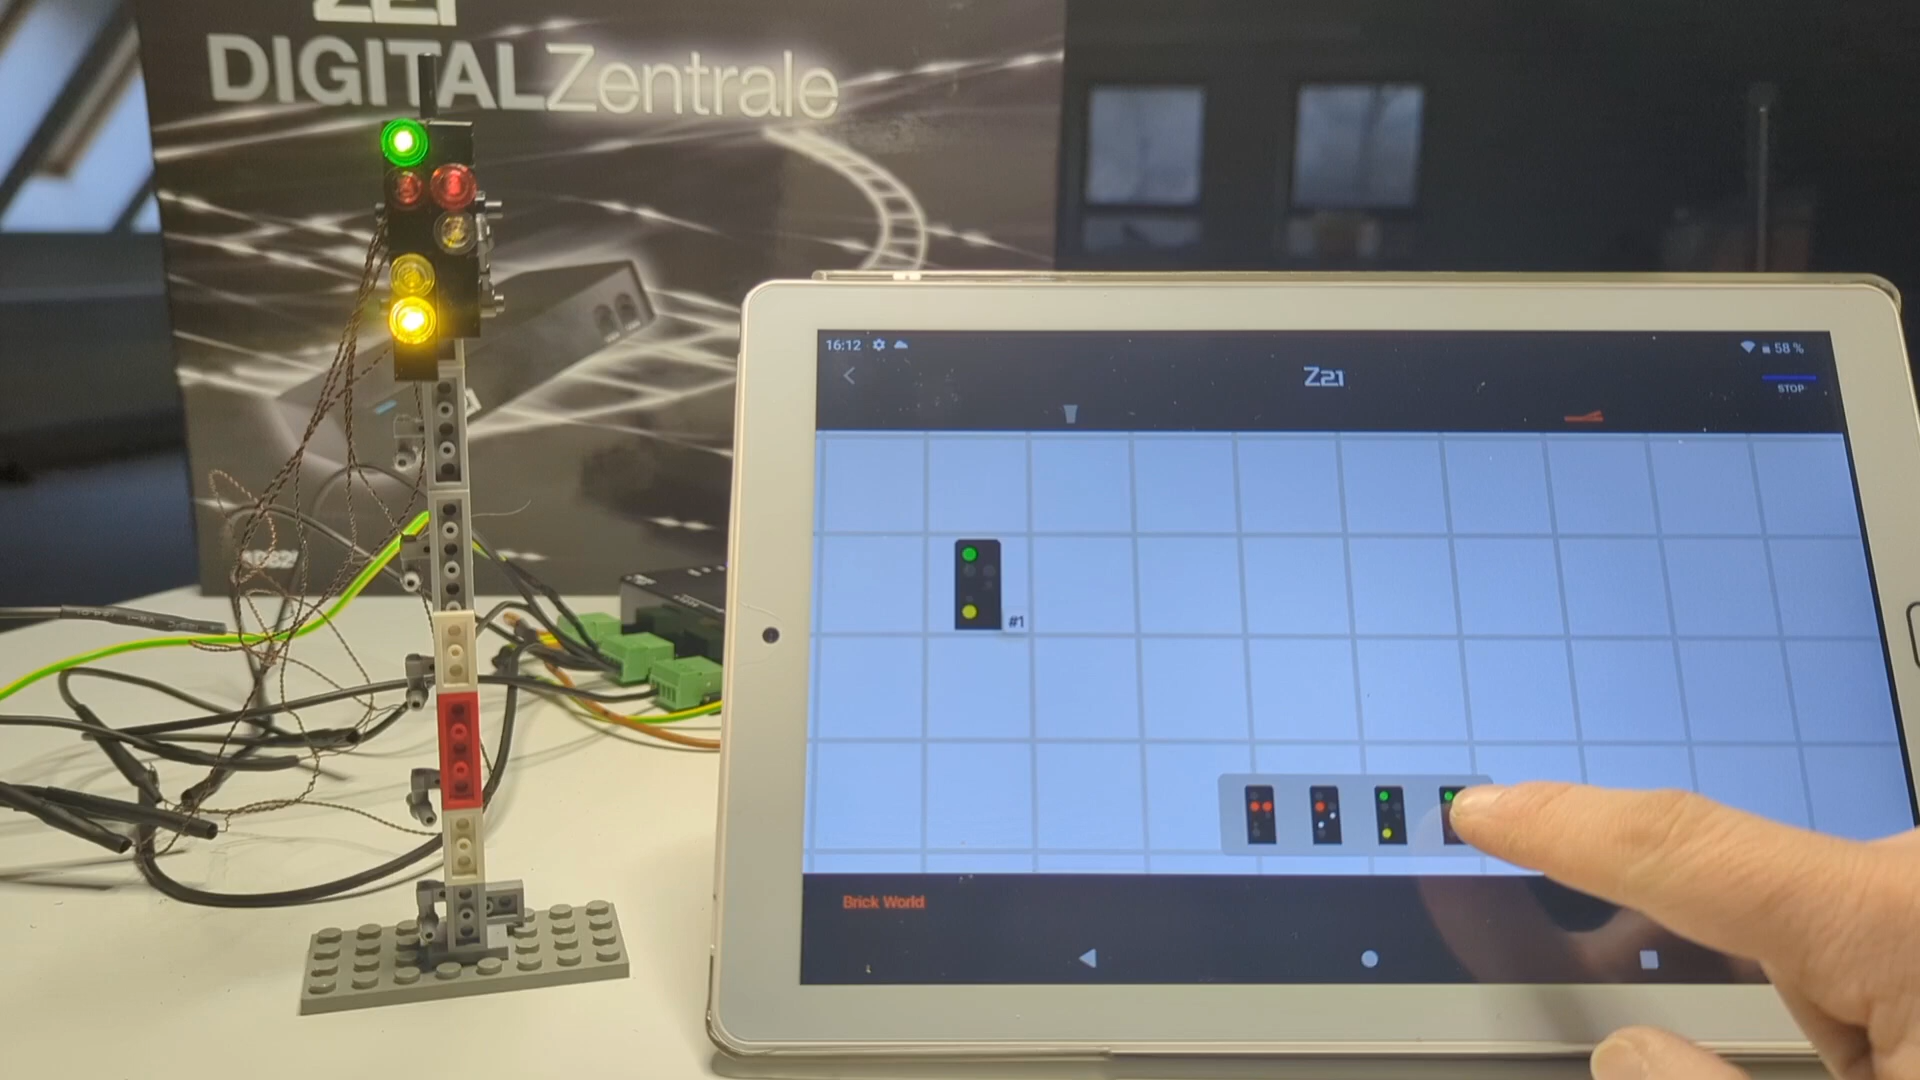 Z21
DIGITALZentrale
16:12
58 %
Z21
STOP
#1
Brick World